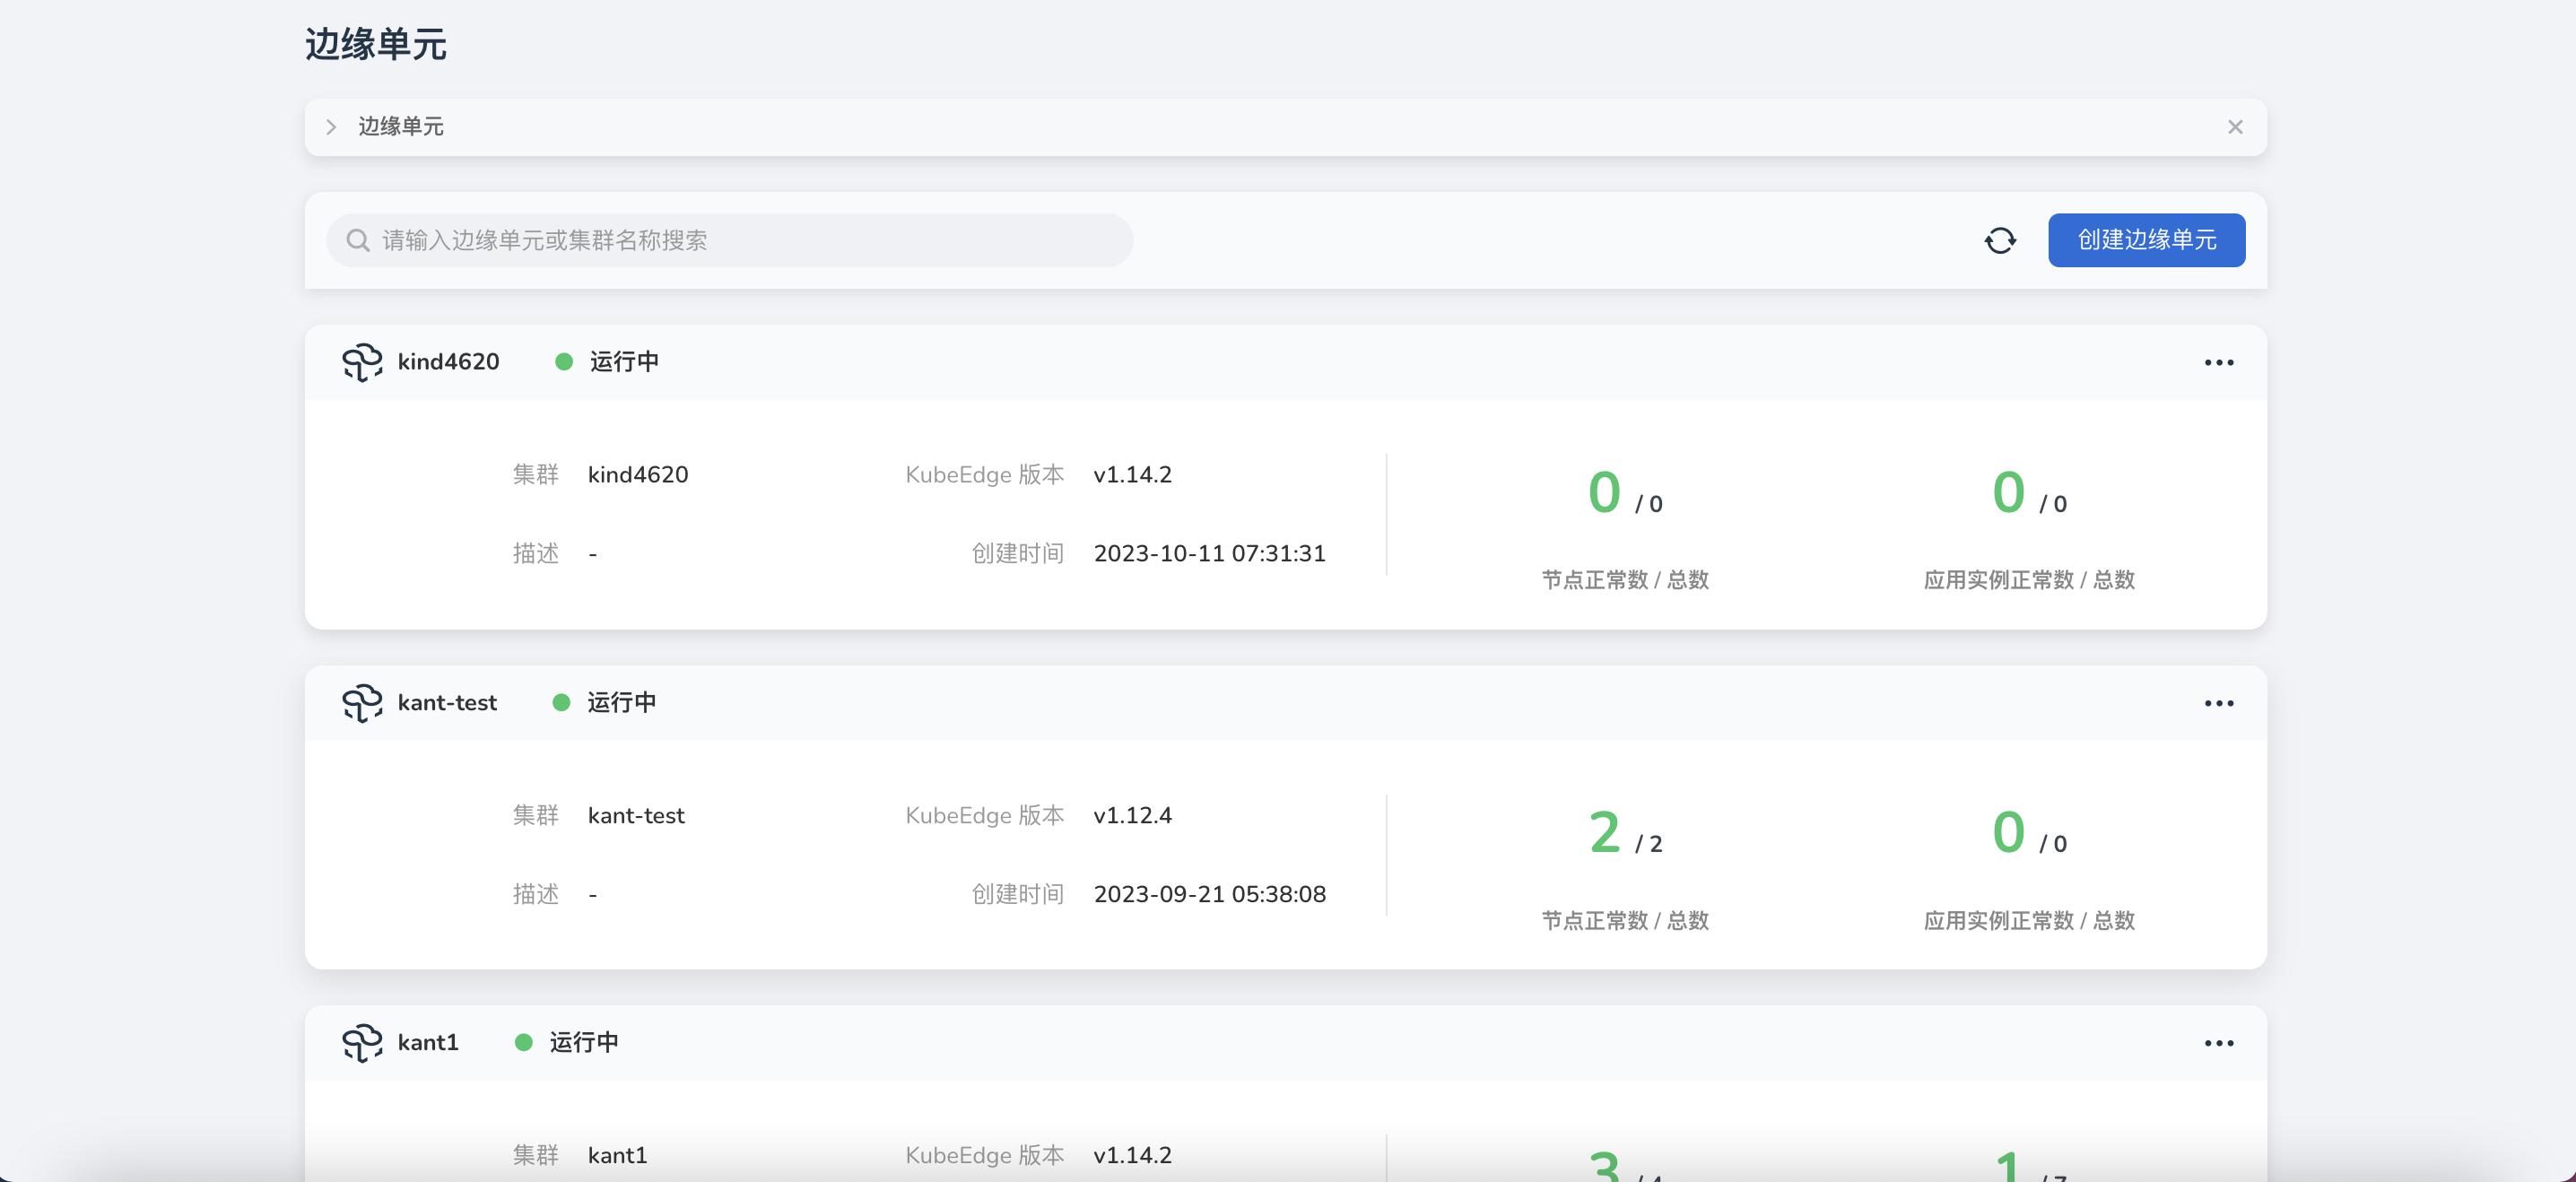 边缘单元
边缘单元
请输入边缘单元或集群名称搜索
创建边缘单元
kind4620 运行中
集群 kind4620 KubeEdge 版本 v1.14.2
0 / 0
0 / 0
描述 - 创建时间 2023-10-11 07:31:31
节点正常数 / 总数
应用实例正常数 / 总数
kant-test 运行中
集群 kant-test KubeEdge 版本 v1.12.4
2 / 2
0 / 0
描述 - 创建时间 2023-09-21 05:38:08
节点正常数 / 总数
应用实例正常数 / 总数
kant1 运行中
集群 kant1 KubeEdge 版本 v1.14.2
3 / 4
1 / 7